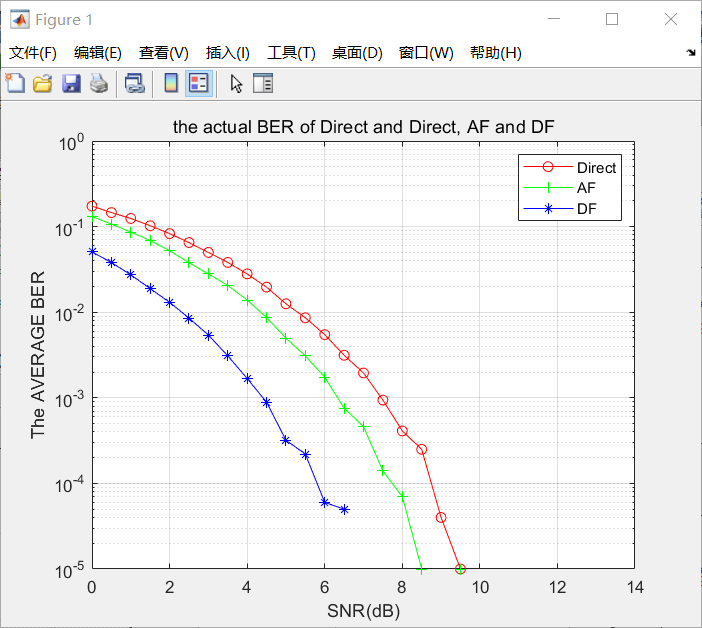 Figure 1
文件(F) 编辑(E) 查看(V) 插入(I) 工具(T) 桌面(D) 窗口(W) 帮助(H)
the actual BER of Direct and Direct, AF and DF
Direct
AF
DF
The AVERAGE BER
10^0
10^-1
10^-2
10^-3
10^-4
10^-5
0 2 4 6 8 10 12 14
SNR(dB)